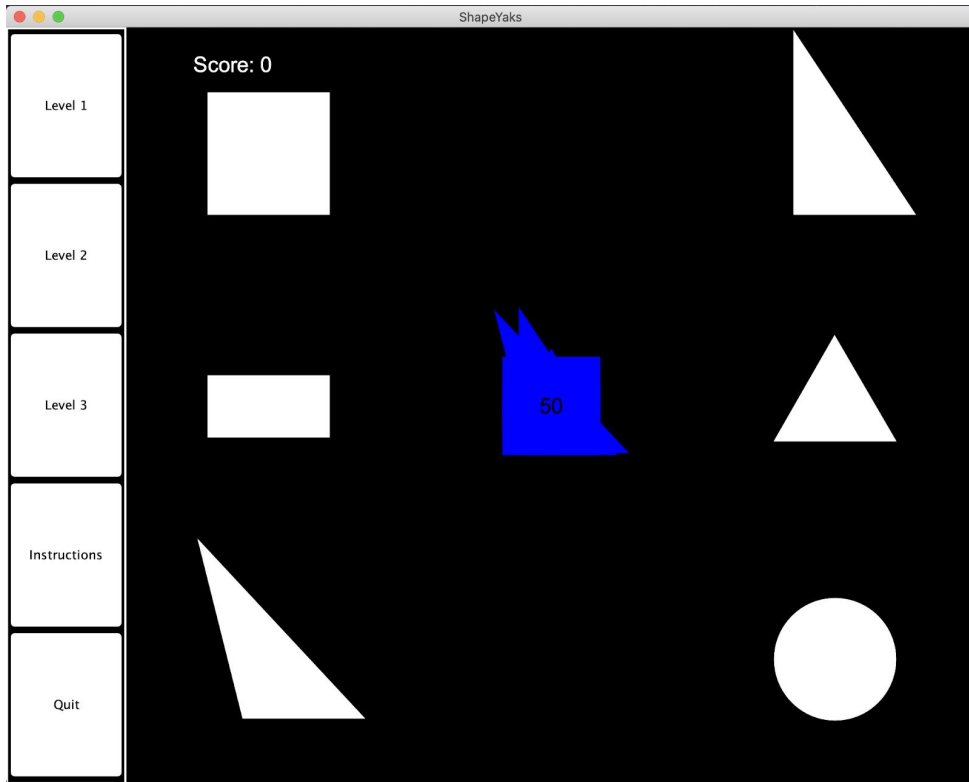 ShapeYaks
Level 1
Level 2
Level 3
Instructions
Quit
Score: 0
50